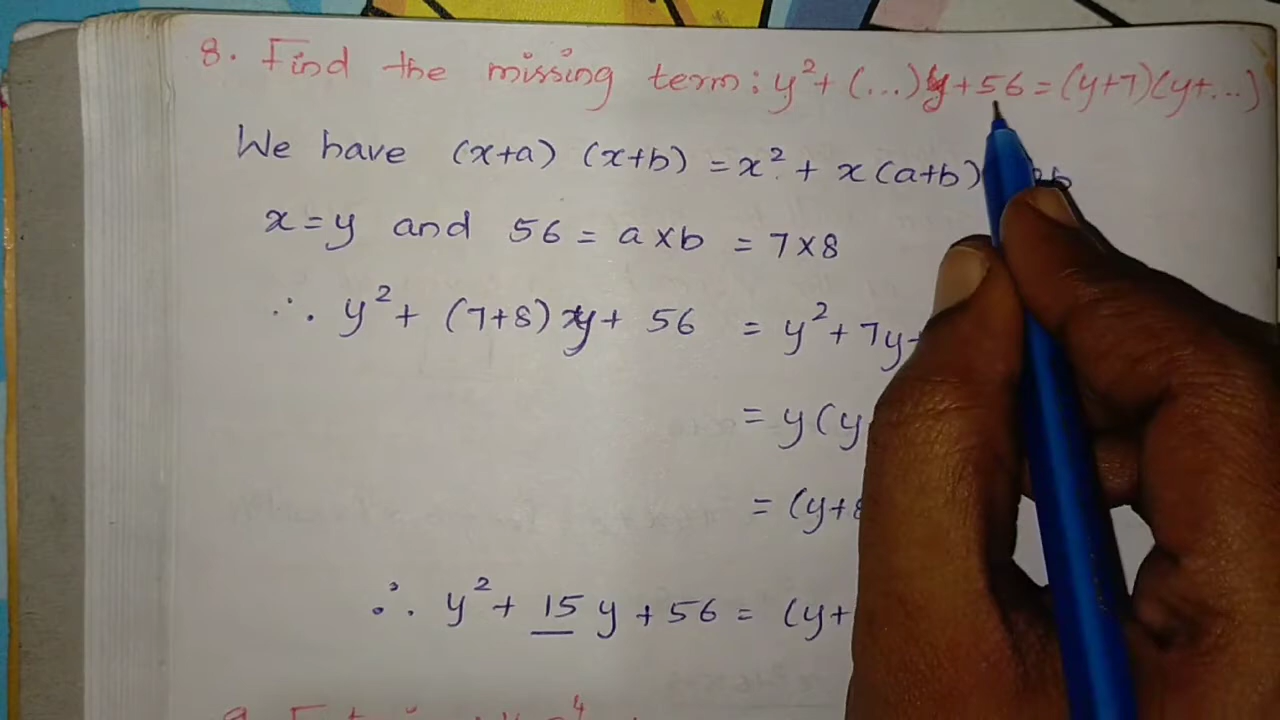 8. Find the missing term: y² + (...)y + 56 = (y+7)(y+...)
We have (x+a) (x+b) = x² + x(a+b)
x = y and 56 = a×b = 7×8
∴ y² + (7+8)y + 56 = y² + 7y+
= y(y
= (y+8
∴ y² + 15 y + 56 = (y+